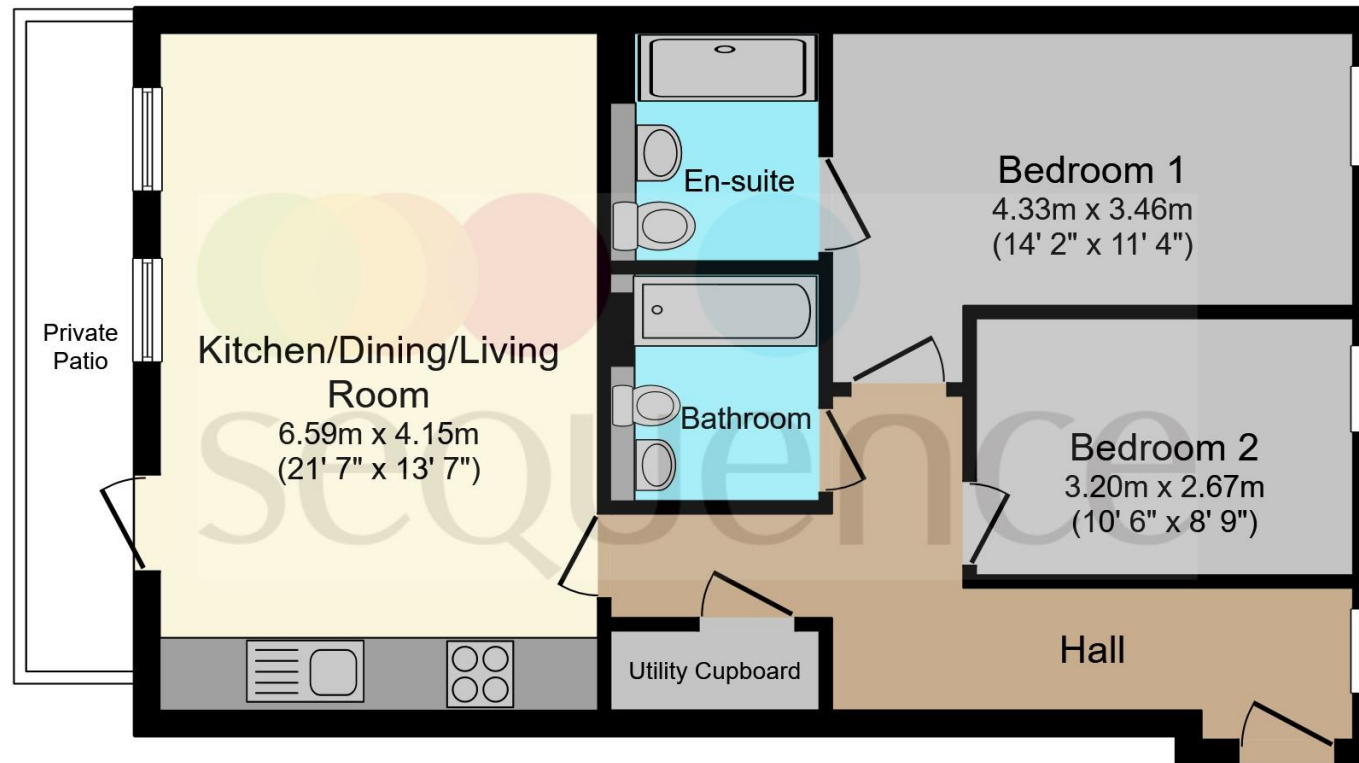 En-suite
Bedroom 1
4.33m x 3.46m
(14' 2" x 11' 4")
Private
Patio
Kitchen/Dining/Living
Room
6.59m x 4.15m
(21' 7" x 13' 7")
Bathroom
Bedroom 2
3.20m x 2.67m
(10' 6" x 8' 9")
sequence
Utility Cupboard
Hall